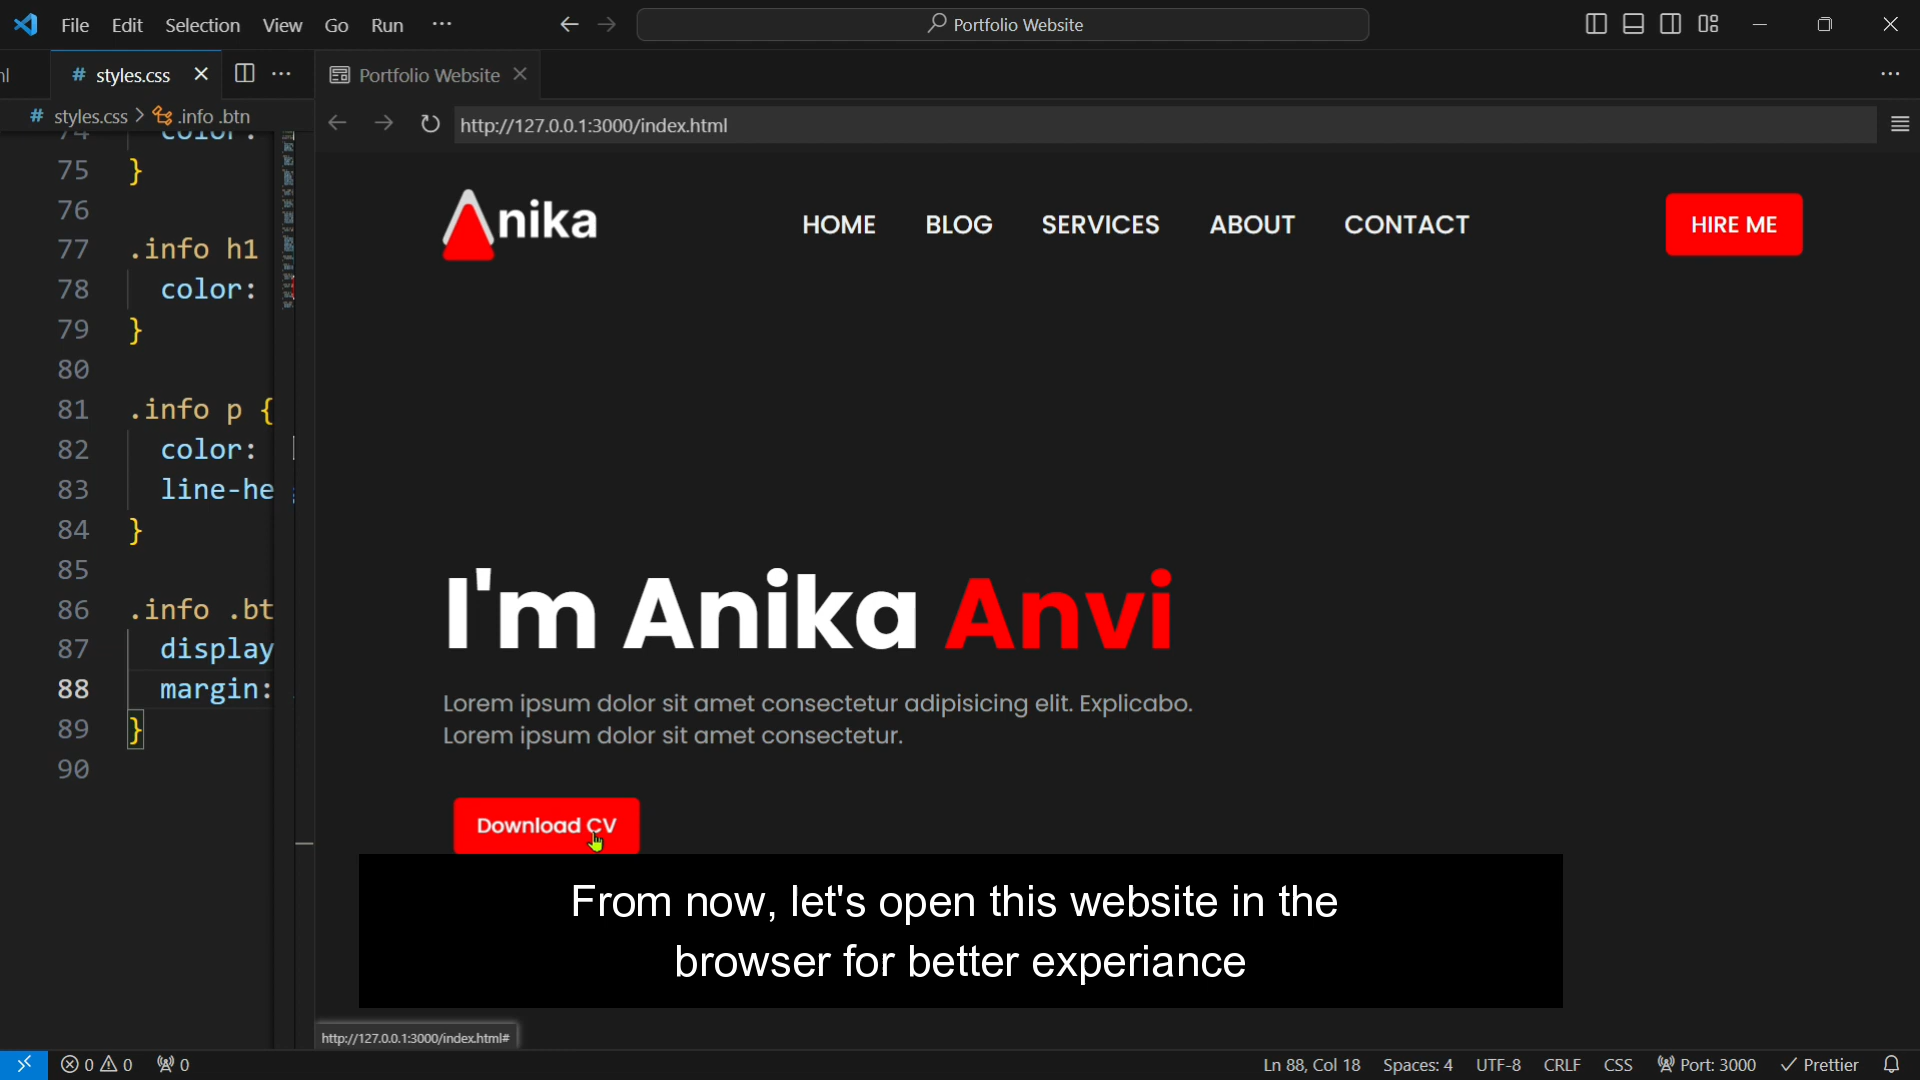 File Edit Selection View Go Run ···
Portfolio Website
# styles.css
Portfolio Website
# styles.css > .info .btn
http://127.0.0.1:3000/index.html
74 color:
75 }
76
77 .info h1
78 color:
79 }
80
81 .info p {
82 color:
83 line-he
84 }
85
86 .info .bt
87 display
88 margin:
89 }
90
Anika
HOME BLOG SERVICES ABOUT CONTACT
HIRE ME
I'm Anika Anvi
Lorem ipsum dolor sit amet consectetur adipisicing elit. Explicabo.
Lorem ipsum dolor sit amet consectetur.
Download CV
From now, let's open this website in the
browser for better experiance
http://127.0.0.1:3000/index.html#
0 0 0
Ln 88, Col 18 Spaces: 4 UTF-8 CRLF CSS Port: 3000 Prettier